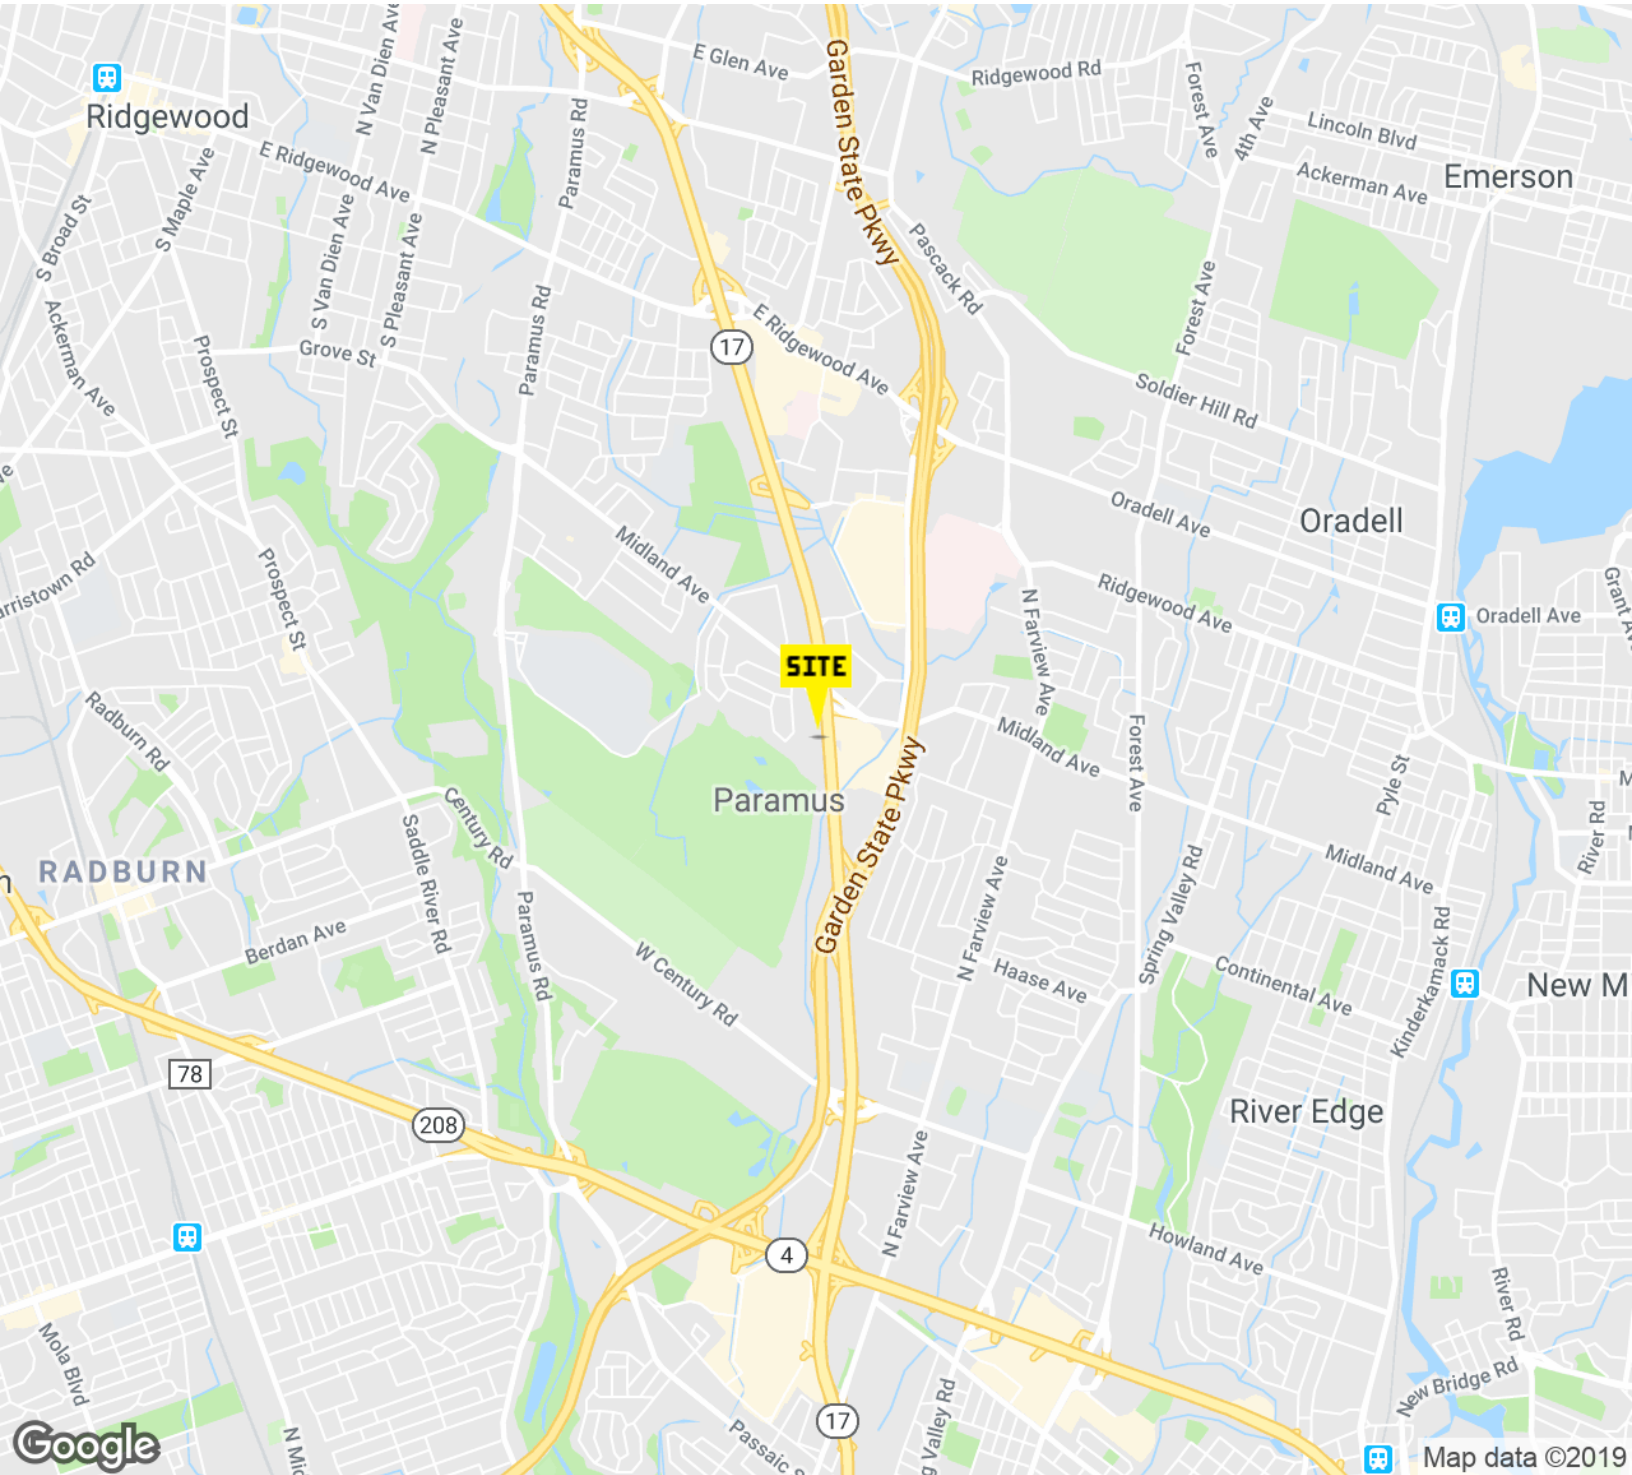 E Glen Ave
Garden State Pkwy
Ridgewood Rd
N Van Dien Ave
N Pleasant Ave
Paramus Rd
Forest Ave
4th Ave
Lincoln Blvd
Ridgewood
E Ridgewood Ave
S Maple Ave
Ackerman Ave
Emerson
S Broad St
S Van Dien Ave
S Pleasant Ave
Pascack Rd
Forest Ave
Paramus Rd
17
E Ridgewood Ave
Ackerman Ave
Prospect St
Grove St
Soldier Hill Rd
Oradell Ave
Oradell
Midland Ave
Prospect St
arristown Rd
Ridgewood Ave
N Farview Ave
Oradell Ave
SITE
Radburn Rd
Midland Ave
Forest Ave
Pyle St
Paramus
Garden State Pkwy
Century Rd
Saddle River Rd
RADBURN
Midland Ave
River Rd
Paramus Rd
Berdan Ave
W Century Rd
N Farview Ave
Haase Ave
Spring Valley Rd
Continental Ave
Kinderkamack Rd
New M
78
208
River Edge
N Farview Ave
4
Howland Ave
River Rd
Mola Blvd
New Bridge Rd
17
Google
Map data ©2019